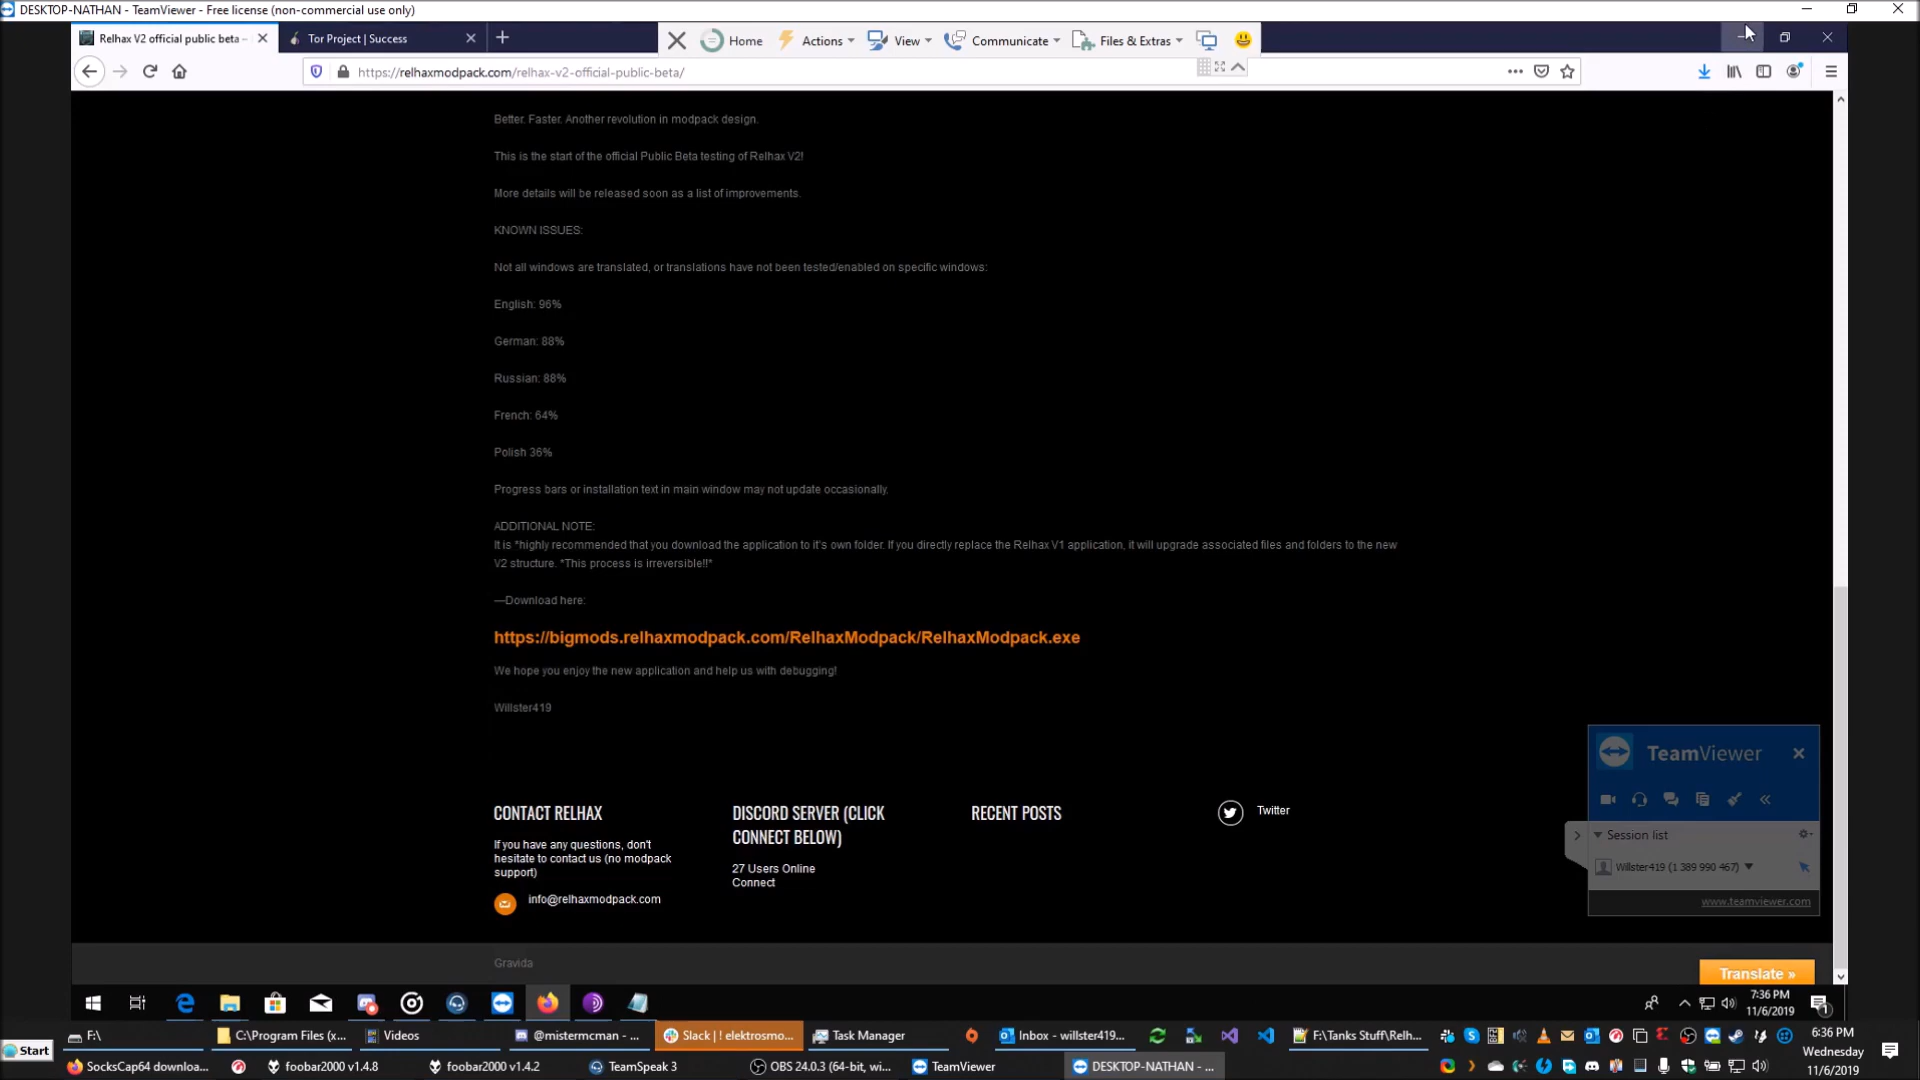 DESKTOP-NATHAN - TeamViewer - Free license (non-commercial use only)
Relhax V2 official public beta –
Tor Project | Success
Home
Actions
View
Communicate
Files & Extras
https://relhaxmodpack.com/relhax-v2-official-public-beta/
Better. Faster. Another revolution in modpack design.
This is the start of the official Public Beta testing of Relhax V2!
More details will be released soon as a list of improvements.
KNOWN ISSUES:
Not all windows are translated, or translations have not been tested/enabled on specific windows:
English: 96%
German: 88%
Russian: 88%
French: 64%
Polish 36%
Progress bars or installation text in main window may not update occasionally.
ADDITIONAL NOTE:
It is *highly recommended that you download the application to it's own folder. If you directly replace the Relhax V1 application, it will upgrade associated files and folders to the new
V2 structure. *This process is irreversible!!*
—Download here:
https://bigmods.relhaxmodpack.com/RelhaxModpack/RelhaxModpack.exe
We hope you enjoy the new application and help us with debugging!
Willster419
CONTACT RELHAX
If you have any questions, don't
hesitate to contact us (no modpack
support)
info@relhaxmodpack.com
DISCORD SERVER (CLICK
CONNECT BELOW)
27 Users Online
Connect
RECENT POSTS
Twitter
TeamViewer
Session list
Willster419 (1 389 990 467)
www.teamviewer.com
Gravida
Translate »
7:36 PM
11/6/2019
1
F:\
C:\Program Files (x...
Videos
@mistermcman - ...
Slack | ! elektrosmo...
Task Manager
Inbox - willster419...
F:\Tanks Stuff\Relh...
6:36 PM
Wednesday
11/6/2019
Start
SocksCap64 downloa...
foobar2000 v1.4.8
foobar2000 v1.4.2
TeamSpeak 3
OBS 24.0.3 (64-bit, wi...
TeamViewer
DESKTOP-NATHAN - ...